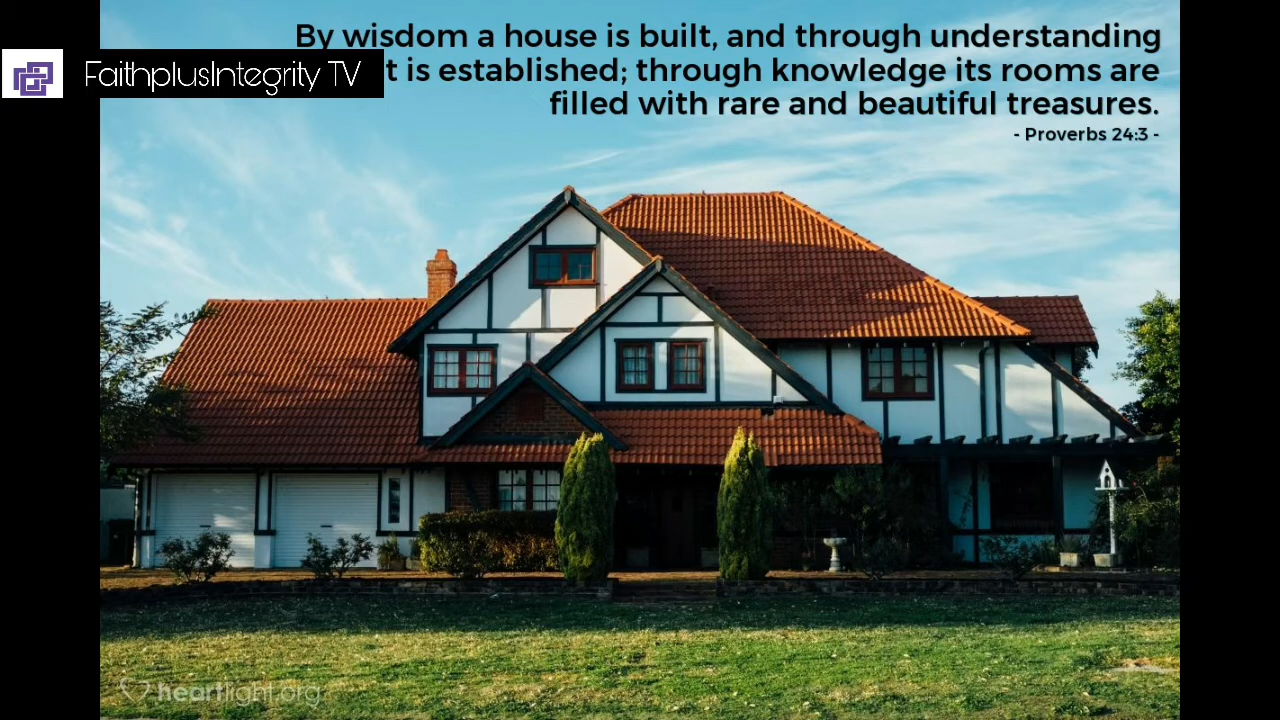 By wisdom a house is built, and through understanding
FaithplusIntegrity TV
t is established; through knowledge its rooms are
filled with rare and beautiful treasures.
- Proverbs 24:3 -
heartlight.org